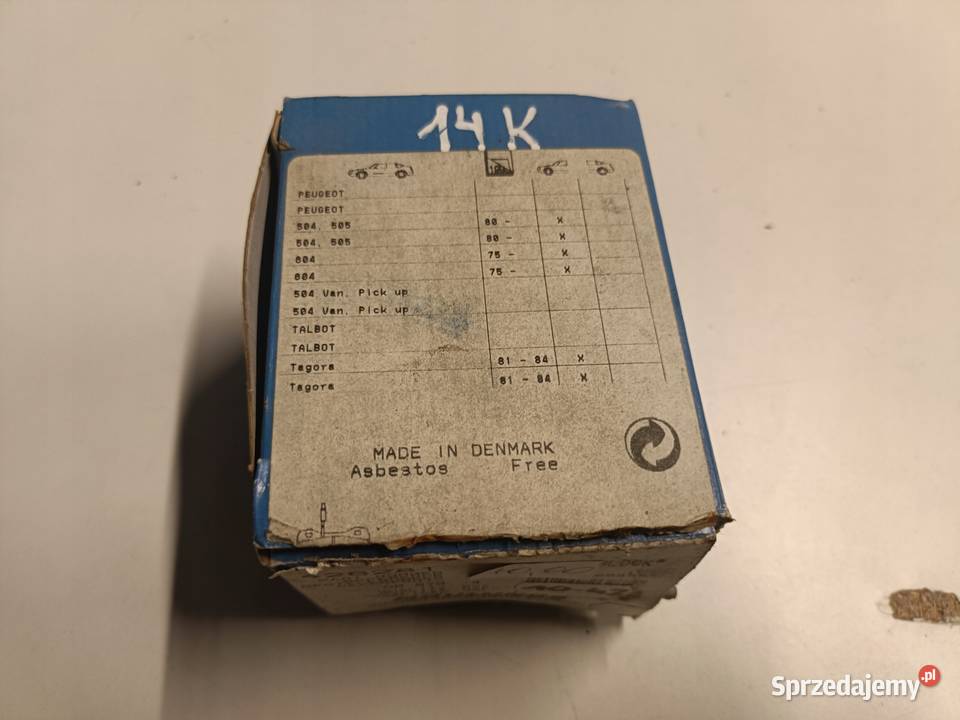 14 K
PEUGEOT
PEUGEOT
504, 505 80 - X
504, 505 80 - X
604 75 - X
604 75 - X
504 Van, Pick up
504 Van, Pick up
TALBOT
TALBOT
Tagora 81 - 84 X
Tagora 81 - 84 X
MADE IN DENMARK
Asbestos Free
Sprzedajemy.pl